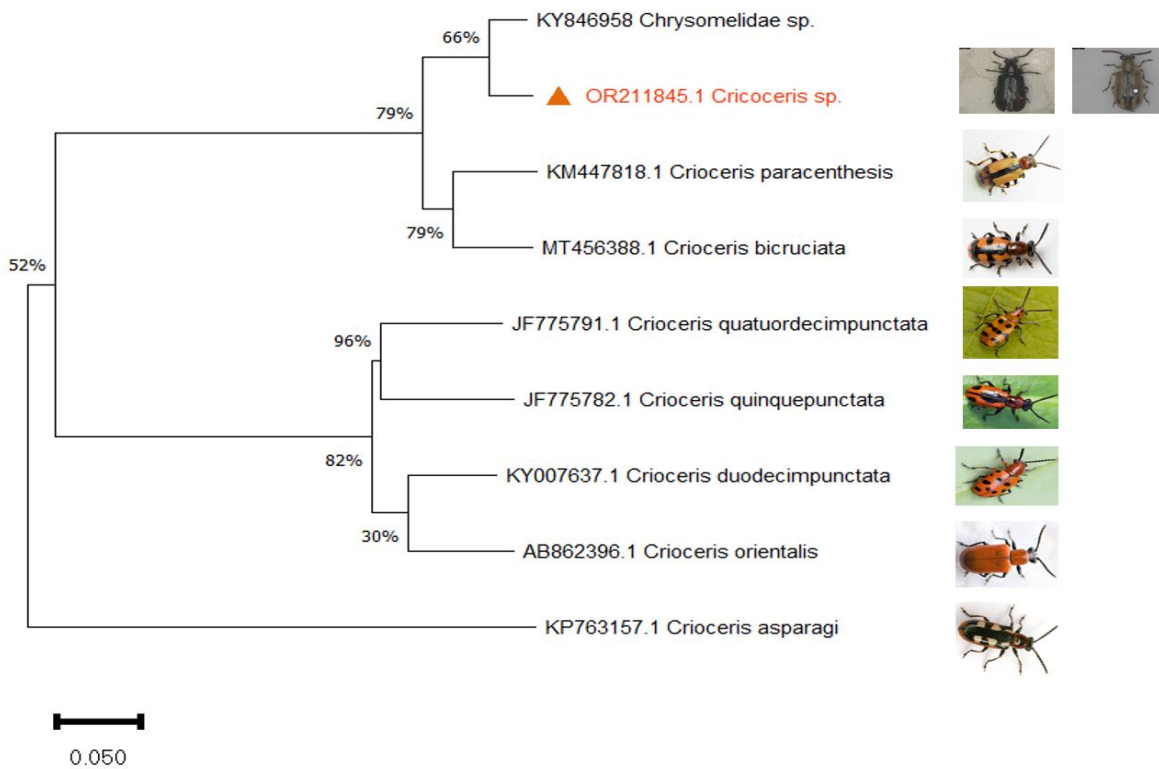 KY846958 Chrysomelidae sp.
66%
OR211845.1 Cricoceris sp.
79%
KM447818.1 Crioceris paracenthesis
79%
MT456388.1 Crioceris bicruciata
52%
JF775791.1 Crioceris quatuordecimpunctata
96%
JF775782.1 Crioceris quinquepunctata
82%
KY007637.1 Crioceris duodecimpunctata
30%
AB862396.1 Crioceris orientalis
KP763157.1 Crioceris asparagi
0.050